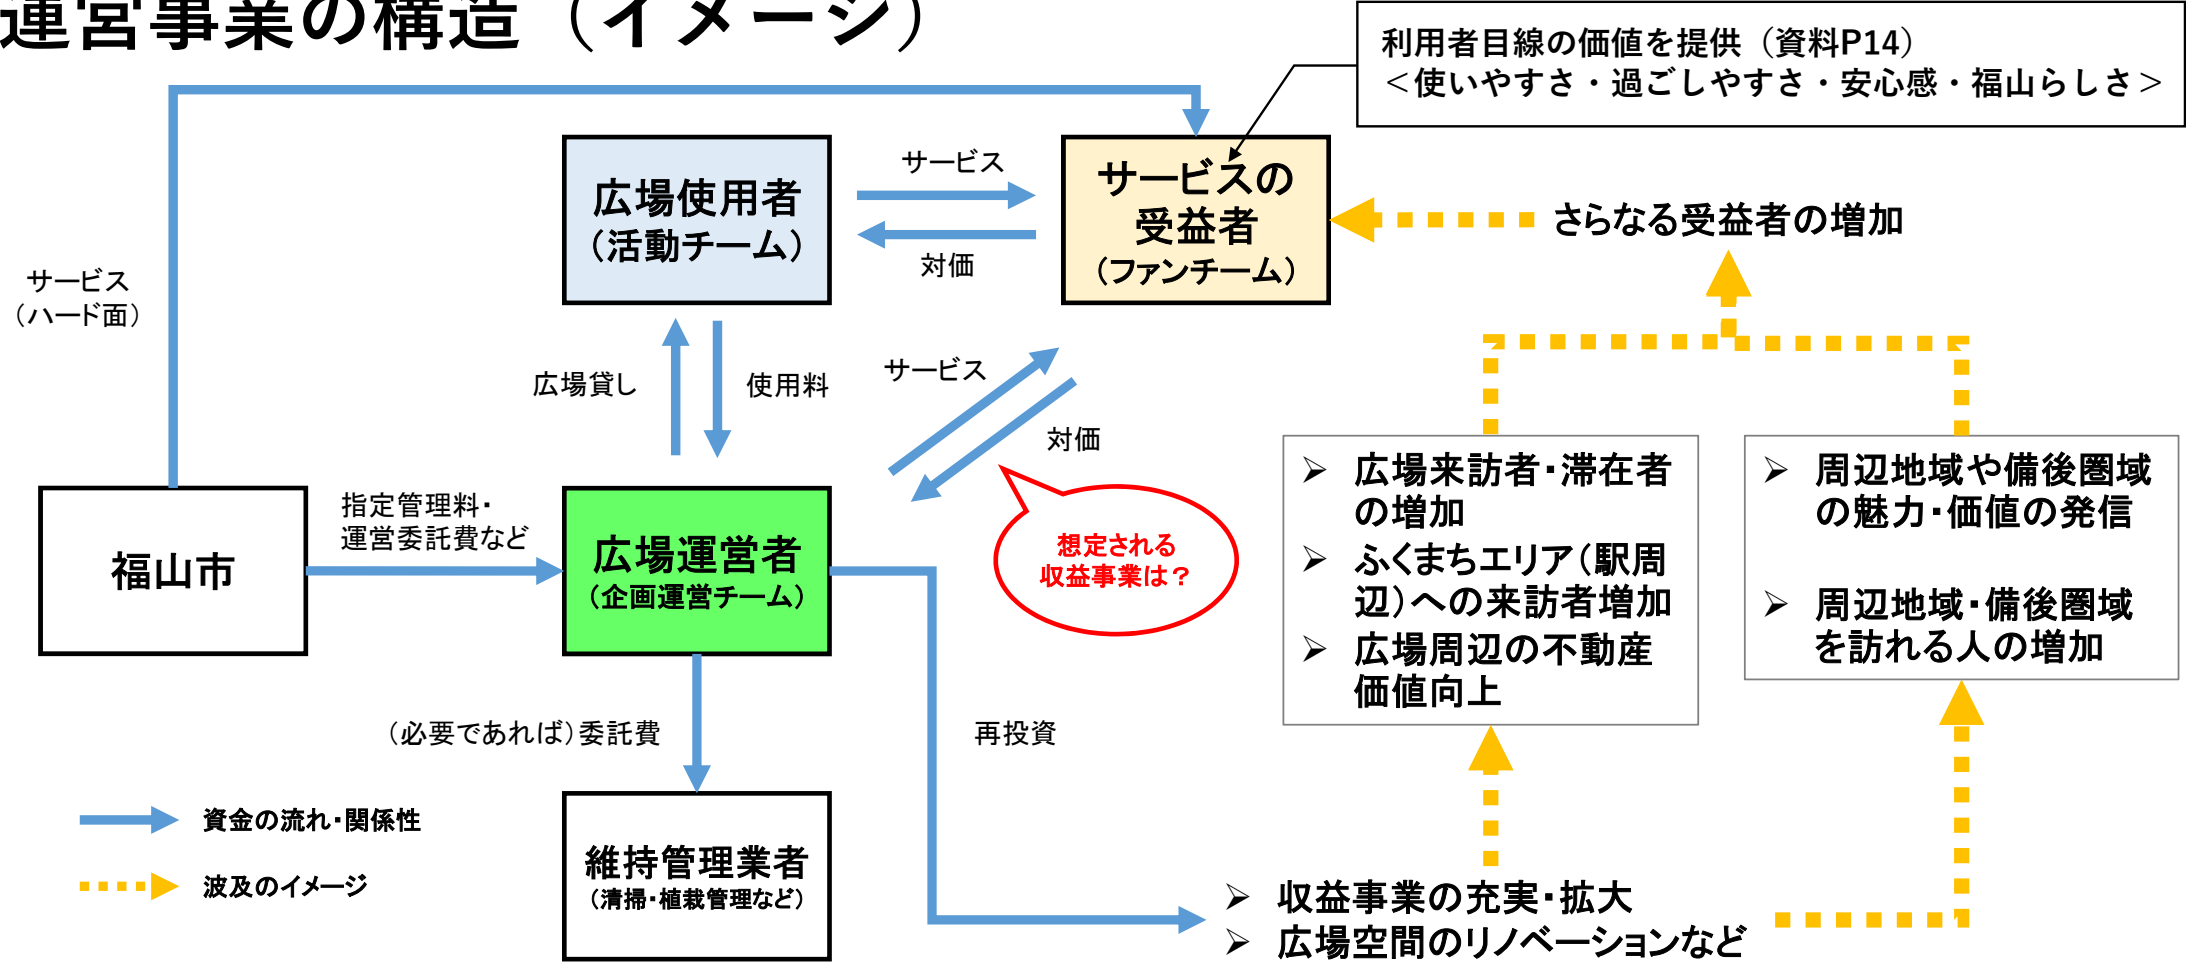 運営事業の構造（イメージ）
利用者目線の価値を提供（資料P14）
＜使いやすさ・過ごしやすさ・安心感・福山らしさ＞
広場使用者
（活動チーム）
サービス
対価
サービスの
受益者
（ファンチーム）
さらなる受益者の増加
サービス
（ハード面）
広場貸し
使用料
サービス
対価
福山市
指定管理料・
運営委託費など
広場運営者
（企画運営チーム）
想定される
収益事業は？
➢ 広場来訪者・滞在者
の増加
➢ ふくまちエリア（駅周
辺）への来訪者増加
➢ 広場周辺の不動産
価値向上
➢ 周辺地域や備後圏域
の魅力・価値の発信
➢ 周辺地域・備後圏域
を訪れる人の増加
（必要であれば）委託費
再投資
資金の流れ・関係性
波及のイメージ
維持管理業者
（清掃・植栽管理など）
➢ 収益事業の充実・拡大
➢ 広場空間のリノベーションなど